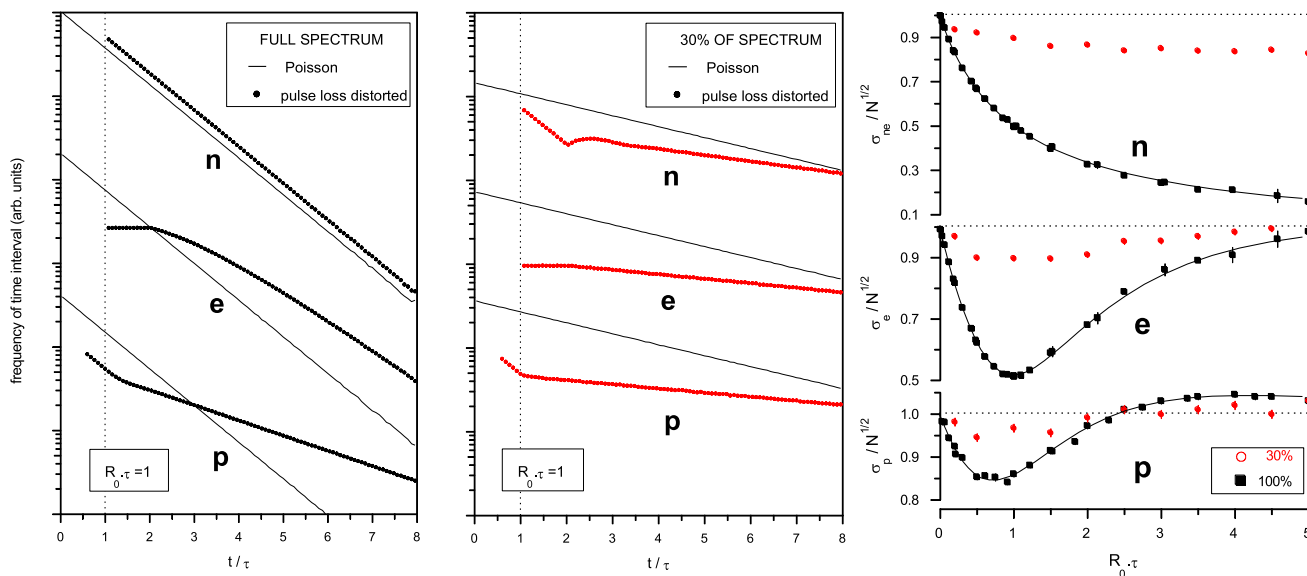 FULL SPECTRUM
Poisson
pulse loss distorted
n
e
p
R₀.τ =1
frequency of time interval (arb. units)
0 1 2 3 4 5 6 7 8
t / τ
30% OF SPECTRUM
Poisson
pulse loss distorted
n
e
p
R₀.τ =1
0 1 2 3 4 5 6 7 8
t / τ
σₙₑ / N^{1/2}
0.9
0.7
0.5
0.3
0.1
n
σₑ / N^{1/2}
0.9
0.7
0.5
e
σₚ / N^{1/2}
1.0
0.9
0.8
p
30%
100%
0 1 2 3 4 5
R₀.τ